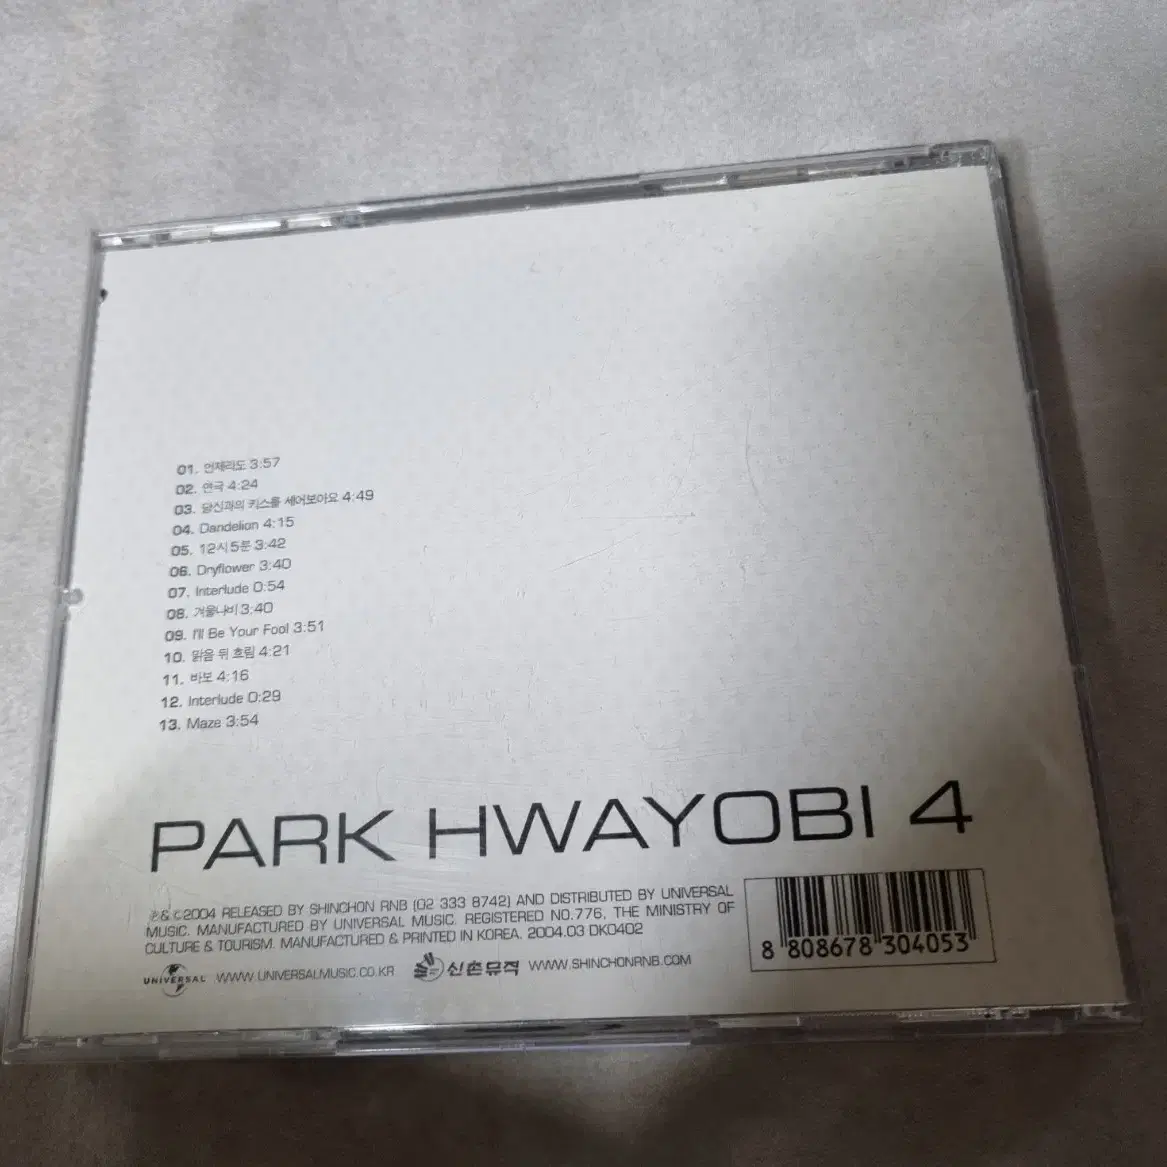 01. 언제라도 3:57
02. 연극 4:24
03. 당신과의 키스를 세어보아요 4:49
04. Dandelion 4:15
05. 12시 5분 3:42
06. Dryflower 3:40
07. Interlude 0:54
08. 겨울나비 3:40
09. I'll Be Your Fool 3:51
10. 맑음 뒤 흐림 4:21
11. 바보 4:16
12. Interlude 0:29
13. Maze 3:54
PARK HWAYOBI 4
℗ & © 2004 RELEASED BY SHINCHON RNB (02 333 8742) AND DISTRIBUTED BY UNIVERSAL
MUSIC. MANUFACTURED BY UNIVERSAL MUSIC. REGISTERED NO.776, THE MINISTRY OF
CULTURE & TOURISM. MANUFACTURED & PRINTED IN KOREA. 2004.03 DK0402
UNIVERSAL WWW.UNIVERSALMUSIC.CO.KR 신촌뮤직 WWW.SHINCHONRNB.COM
8 808678 304053